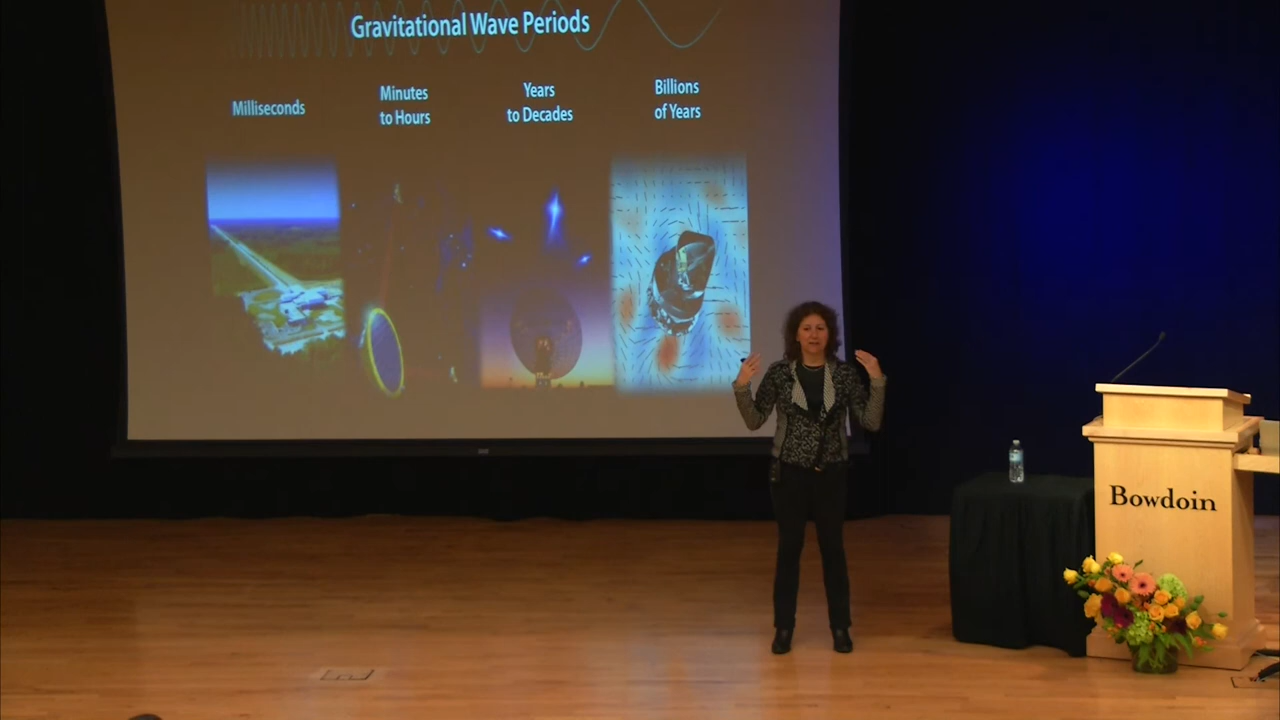 Gravitational Wave Periods
Milliseconds
Minutes
to Hours
Years
to Decades
Billions
of Years
Bowdoin